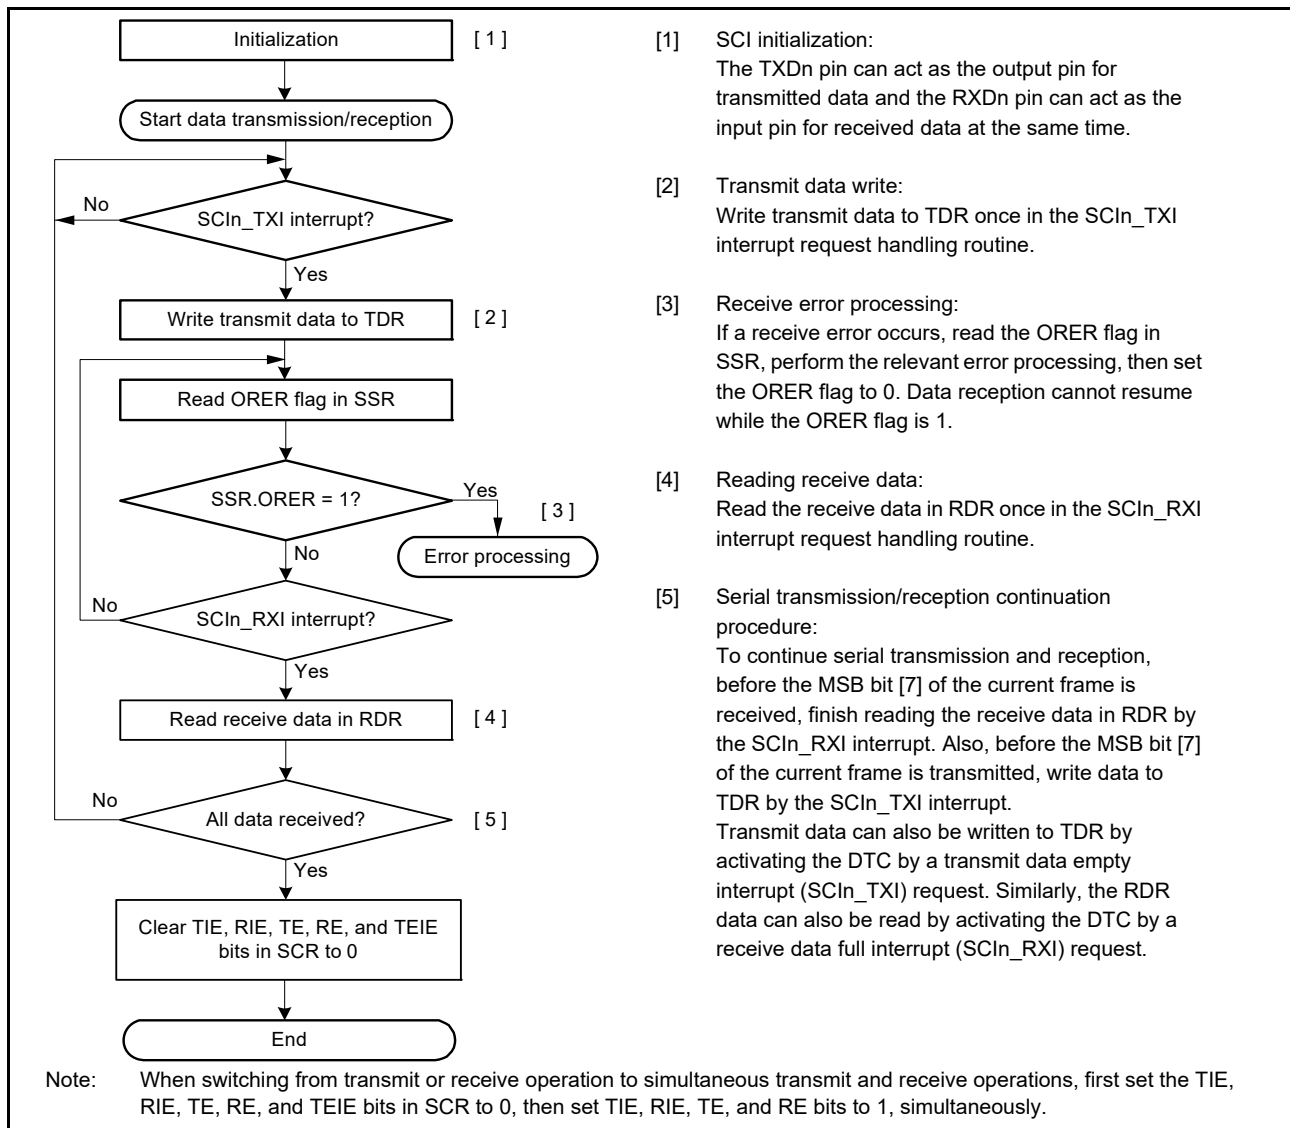 Initialization
[ 1 ]
Start data transmission/reception
No
SCIn_TXI interrupt?
Yes
Write transmit data to TDR
[ 2 ]
Read ORER flag in SSR
SSR.ORER = 1?
Yes
[ 3 ]
No
Error processing
No
SCIn_RXI interrupt?
Yes
Read receive data in RDR
[ 4 ]
No
All data received?
[ 5 ]
Yes
Clear TIE, RIE, TE, RE, and TEIE
bits in SCR to 0
End
[1] SCI initialization:
The TXDn pin can act as the output pin for
transmitted data and the RXDn pin can act as the
input pin for received data at the same time.
[2] Transmit data write:
Write transmit data to TDR once in the SCIn_TXI
interrupt request handling routine.
[3] Receive error processing:
If a receive error occurs, read the ORER flag in
SSR, perform the relevant error processing, then set
the ORER flag to 0. Data reception cannot resume
while the ORER flag is 1.
[4] Reading receive data:
Read the receive data in RDR once in the SCIn_RXI
interrupt request handling routine.
[5] Serial transmission/reception continuation
procedure:
To continue serial transmission and reception,
before the MSB bit [7] of the current frame is
received, finish reading the receive data in RDR by
the SCIn_RXI interrupt. Also, before the MSB bit [7]
of the current frame is transmitted, write data to
TDR by the SCIn_TXI interrupt.
Transmit data can also be written to TDR by
activating the DTC by a transmit data empty
interrupt (SCIn_TXI) request. Similarly, the RDR
data can also be read by activating the DTC by a
receive data full interrupt (SCIn_RXI) request.
Note: When switching from transmit or receive operation to simultaneous transmit and receive operations, first set the TIE,
RIE, TE, RE, and TEIE bits in SCR to 0, then set TIE, RIE, TE, and RE bits to 1, simultaneously.